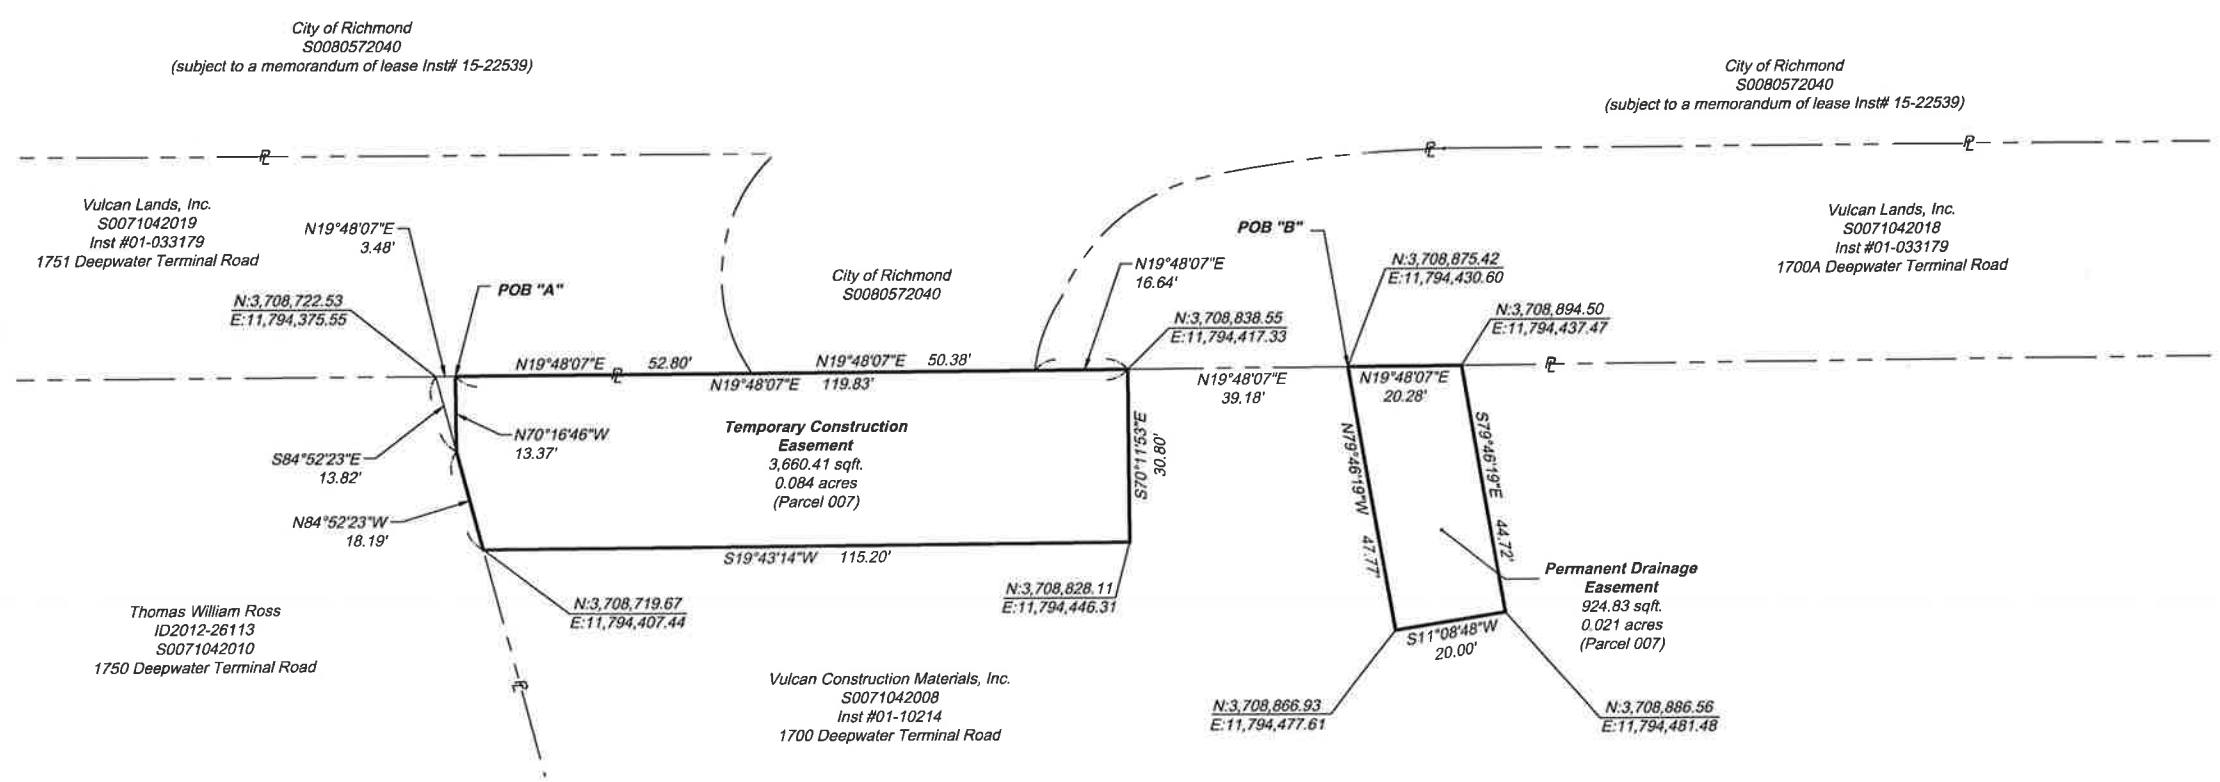 City of Richmond
S0080572040
(subject to a memorandum of lease Inst# 15-22539)
City of Richmond
S0080572040
(subject to a memorandum of lease Inst# 15-22539)
PL
PL
PL
Vulcan Lands, Inc.
S0071042019
Inst #01-033179
1751 Deepwater Terminal Road
N19°48'07"E
3.48'
N:3,708,722.53
E:11,794,375.55
POB "A"
City of Richmond
S0080572040
N19°48'07"E
16.64'
N:3,708,838.55
E:11,794,417.33
POB "B"
N:3,708,875.42
E:11,794,430.60
N:3,708,894.50
E:11,794,437.47
Vulcan Lands, Inc.
S0071042018
Inst #01-033179
1700A Deepwater Terminal Road
N19°48'07"E 52.80'
PL
N19°48'07"E 50.38'
N19°48'07"E 119.83'
N19°48'07"E
39.18'
N19°48'07"E
20.28'
PL
S84°52'23"E
13.82'
N70°16'46"W
13.37'
N84°52'23"W
18.19'
Temporary Construction
Easement
3,660.41 sqft.
0.084 acres
(Parcel 007)
S70°11'53"E
30.80'
N79°46'19"W 47.77'
S79°46'19"E 44.72'
S19°43'14"W 115.20'
N:3,708,719.67
E:11,794,407.44
N:3,708,828.11
E:11,794,446.31
S11°08'48"W
20.00'
Permanent Drainage
Easement
924.83 sqft.
0.021 acres
(Parcel 007)
Thomas William Ross
ID2012-26113
S0071042010
1750 Deepwater Terminal Road
PL
Vulcan Construction Materials, Inc.
S0071042008
Inst #01-10214
1700 Deepwater Terminal Road
N:3,708,866.93
E:11,794,477.61
N:3,708,886.56
E:11,794,481.48